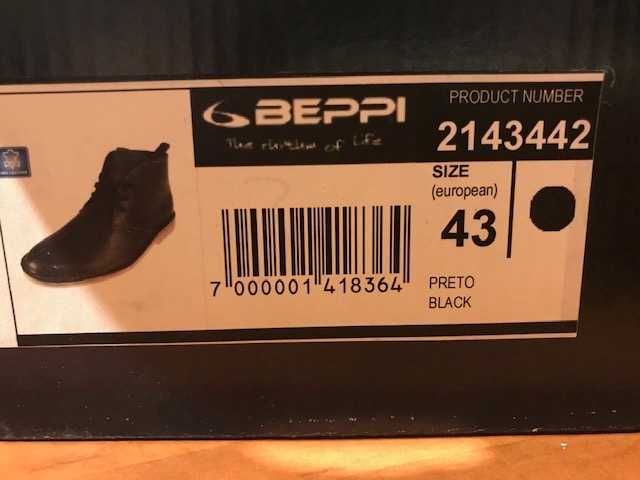 BEPPI
The rhythm of life
PRODUCT NUMBER
2143442
SIZE
(european)
43
7 000001 418364
PRETO
BLACK